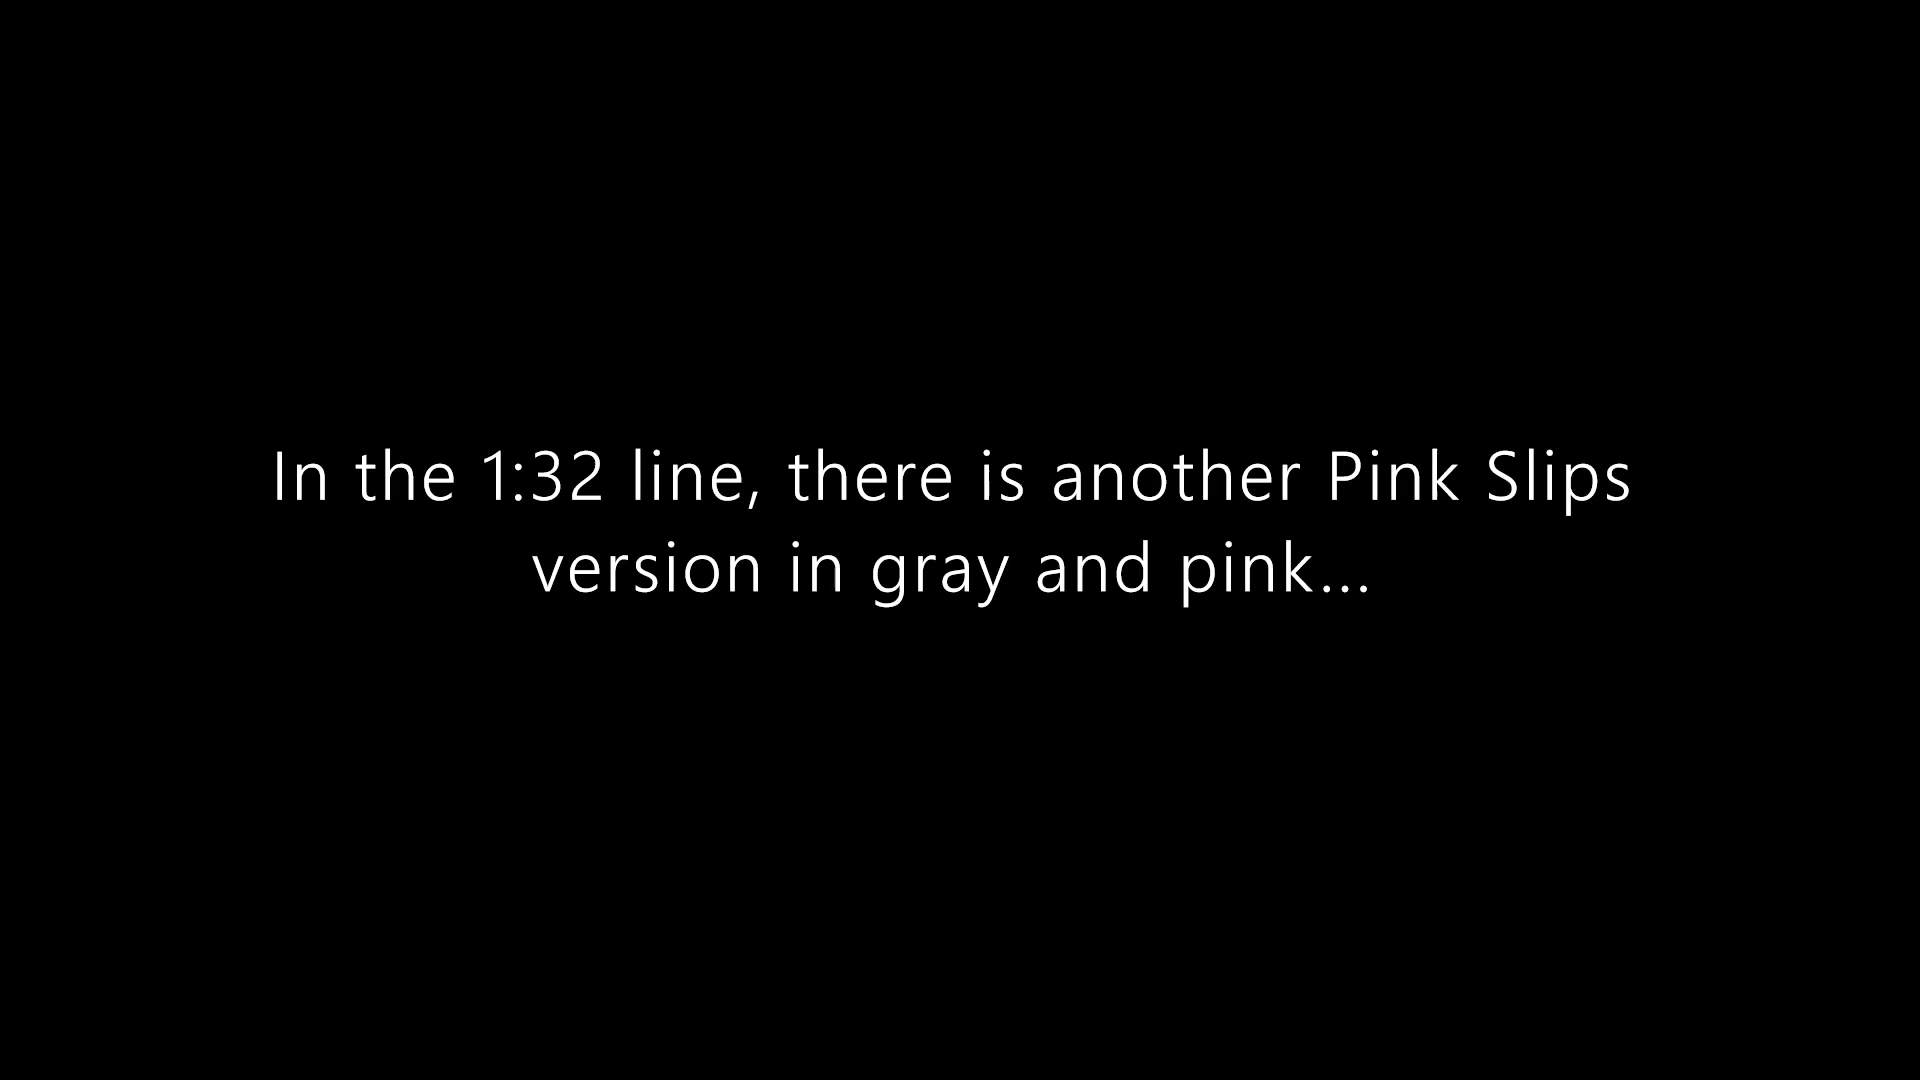 In the 1:32 line, there is another Pink Slips
version in gray and pink...